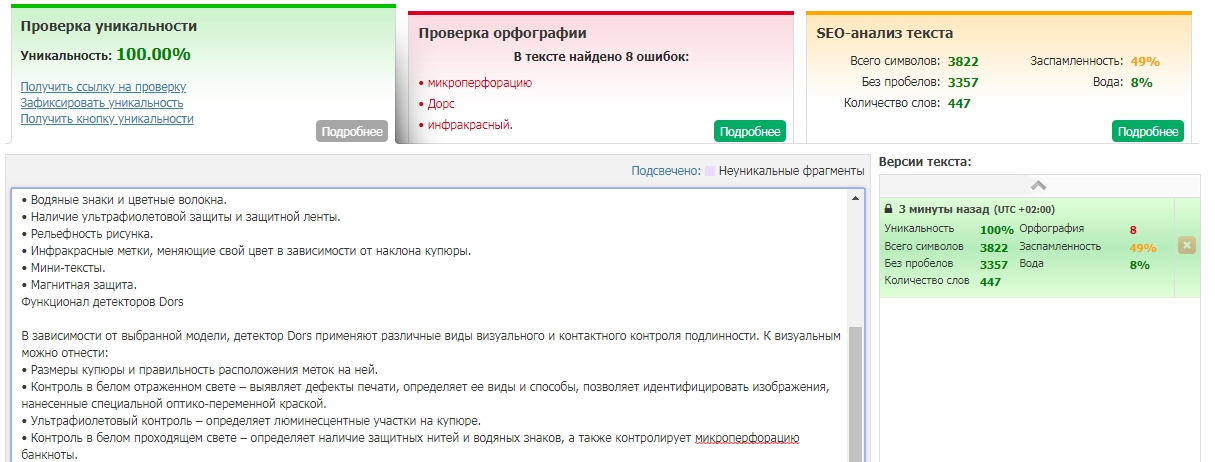 Проверка уникальности
Уникальность: 100.00%
Получить ссылку на проверку
Зафиксировать уникальность
Получить кнопку уникальности
Подробнее
Проверка орфографии
В тексте найдено 8 ошибок:
• микроперфорацию
• Дорс
• инфракрасный.
Подробнее
SEO-анализ текста
Всего символов: 3822 Заспамленность: 49%
Без пробелов: 3357 Вода: 8%
Количество слов: 447
Подробнее
Подсвечено: Неуникальные фрагменты
• Водяные знаки и цветные волокна.
• Наличие ультрафиолетовой защиты и защитной ленты.
• Рельефность рисунка.
• Инфракрасные метки, меняющие свой цвет в зависимости от наклона купюры.
• Мини-тексты.
• Магнитная защита.
Функционал детекторов Dors
В зависимости от выбранной модели, детектор Dors применяют различные виды визуального и контактного контроля подлинности. К визуальным
можно отнести:
• Размеры купюры и правильность расположения меток на ней.
• Контроль в белом отраженном свете – выявляет дефекты печати, определяет ее виды и способы, позволяет идентифицировать изображения,
нанесенные специальной оптико-переменной краской.
• Ультрафиолетовый контроль – определяет люминесцентные участки на купюре.
• Контроль в белом проходящем свете – определяет наличие защитных нитей и водяных знаков, а также контролирует микроперфорацию
банкноты.
Версии текста:
3 минуты назад (UTC +02:00)
Уникальность 100% Орфография 8
Всего символов 3822 Заспамленность 49%
Без пробелов 3357 Вода 8%
Количество слов 447